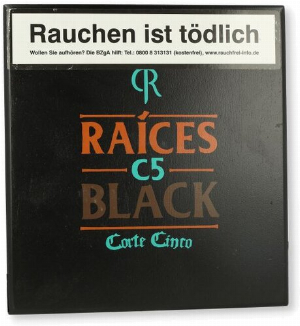 Rauchen ist tödlich
Wollen Sie aufhören? Die BZgA hilft: Tel.: 0800 8 313131 (kostenfrei), www.rauchfrei-info.de
R
RAÍCES
C5
BLACK
Corte Cinco